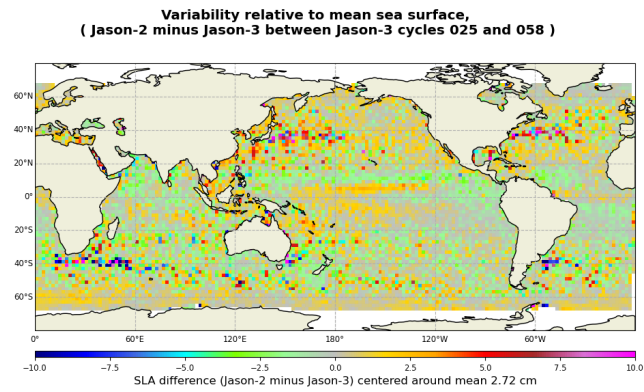 Variability relative to mean sea surface,
( Jason-2 minus Jason-3 between Jason-3 cycles 025 and 058 )
60°N
40°N
20°N
0°
20°S
40°S
60°S
0° 60°E 120°E 180° 120°W 60°W
−10.0 −7.5 −5.0 −2.5 0.0 2.5 5.0 7.5 10.0
SLA difference (Jason-2 minus Jason-3) centered around mean 2.72 cm